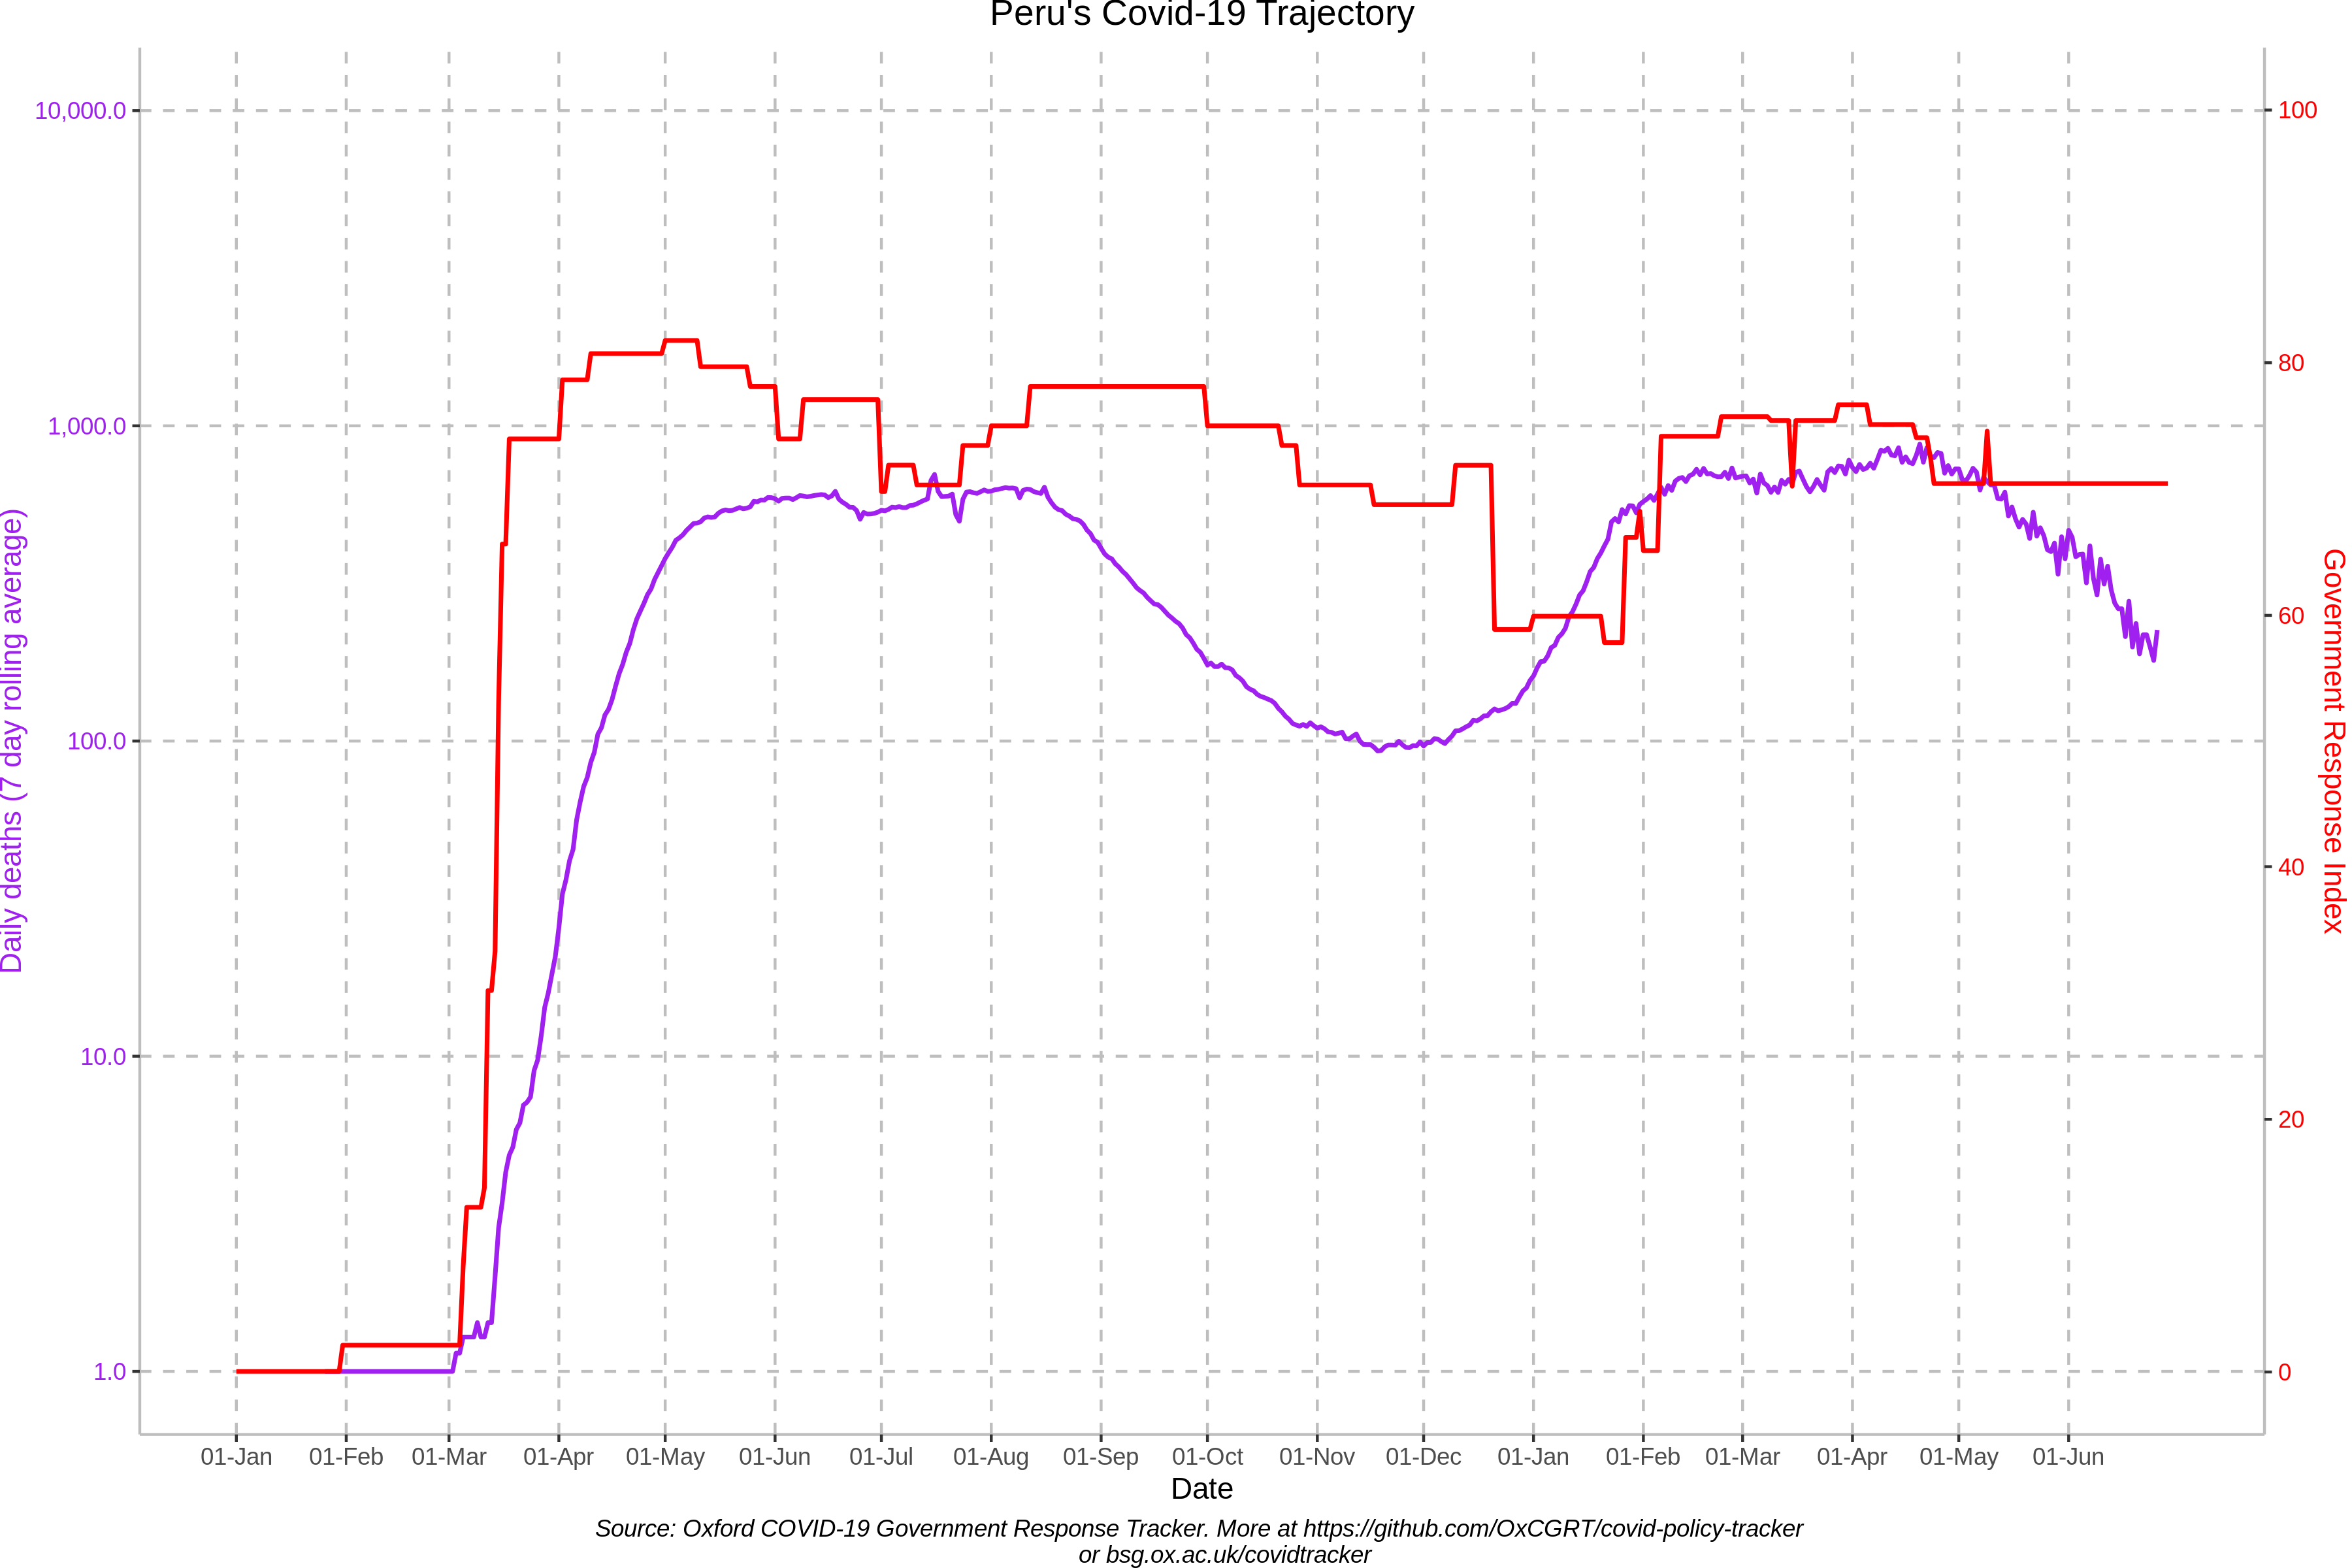 Peru's Covid-19 Trajectory
10,000.0
1,000.0
100.0
10.0
1.0
Daily deaths (7 day rolling average)
100
80
60
40
20
0
Government Response Index
01-Jan 01-Feb 01-Mar 01-Apr 01-May 01-Jun 01-Jul 01-Aug 01-Sep 01-Oct 01-Nov 01-Dec 01-Jan 01-Feb 01-Mar 01-Apr 01-May 01-Jun
Date
Source: Oxford COVID-19 Government Response Tracker. More at https://github.com/OxCGRT/covid-policy-tracker
or bsg.ox.ac.uk/covidtracker